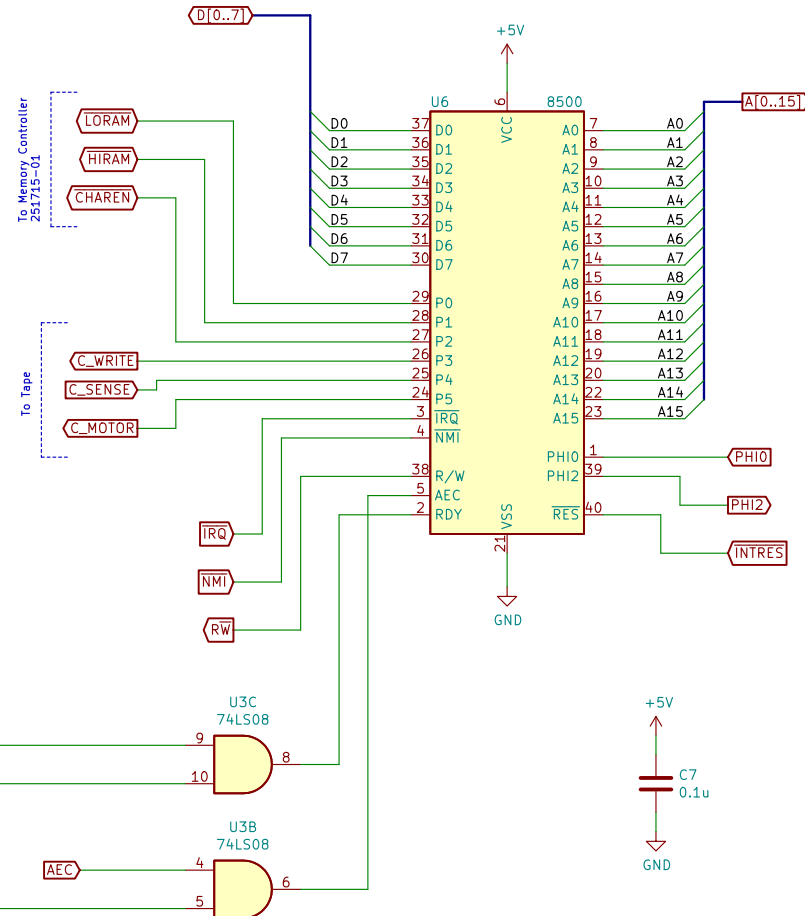 D[0..7]
+5V
A[0..15]
To Memory Controller
251715-01
LORAM
HIRAM
CHAREN
To Tape
C_WRITE
C_SENSE
C_MOTOR
IRQ
NMI
RW
U6
8500
6
VCC
D0 37 D0
D1 36 D1
D2 35 D2
D3 34 D3
D4 33 D4
D5 32 D5
D6 31 D6
D7 30 D7
29 P0
28 P1
27 P2
26 P3
25 P4
24 P5
3 IRQ
4 NMI
38 R/W
5 AEC
2 RDY
A0 7 A0
A1 8 A1
A2 9 A2
A3 10 A3
A4 11 A4
A5 12 A5
A6 13 A6
A7 14 A7
A8 15 A8
A9 16 A9
A10 17 A10
A11 18 A11
A12 19 A12
A13 20 A13
A14 22 A14
A15 23 A15
PHI0 1 PHI0
PHI2 39 PHI2
RES 40 INTRES
VSS
21
GND
U3C
74LS08
9
10
8
U3B
74LS08
AEC
4
5
6
+5V
C7
0.1u
GND